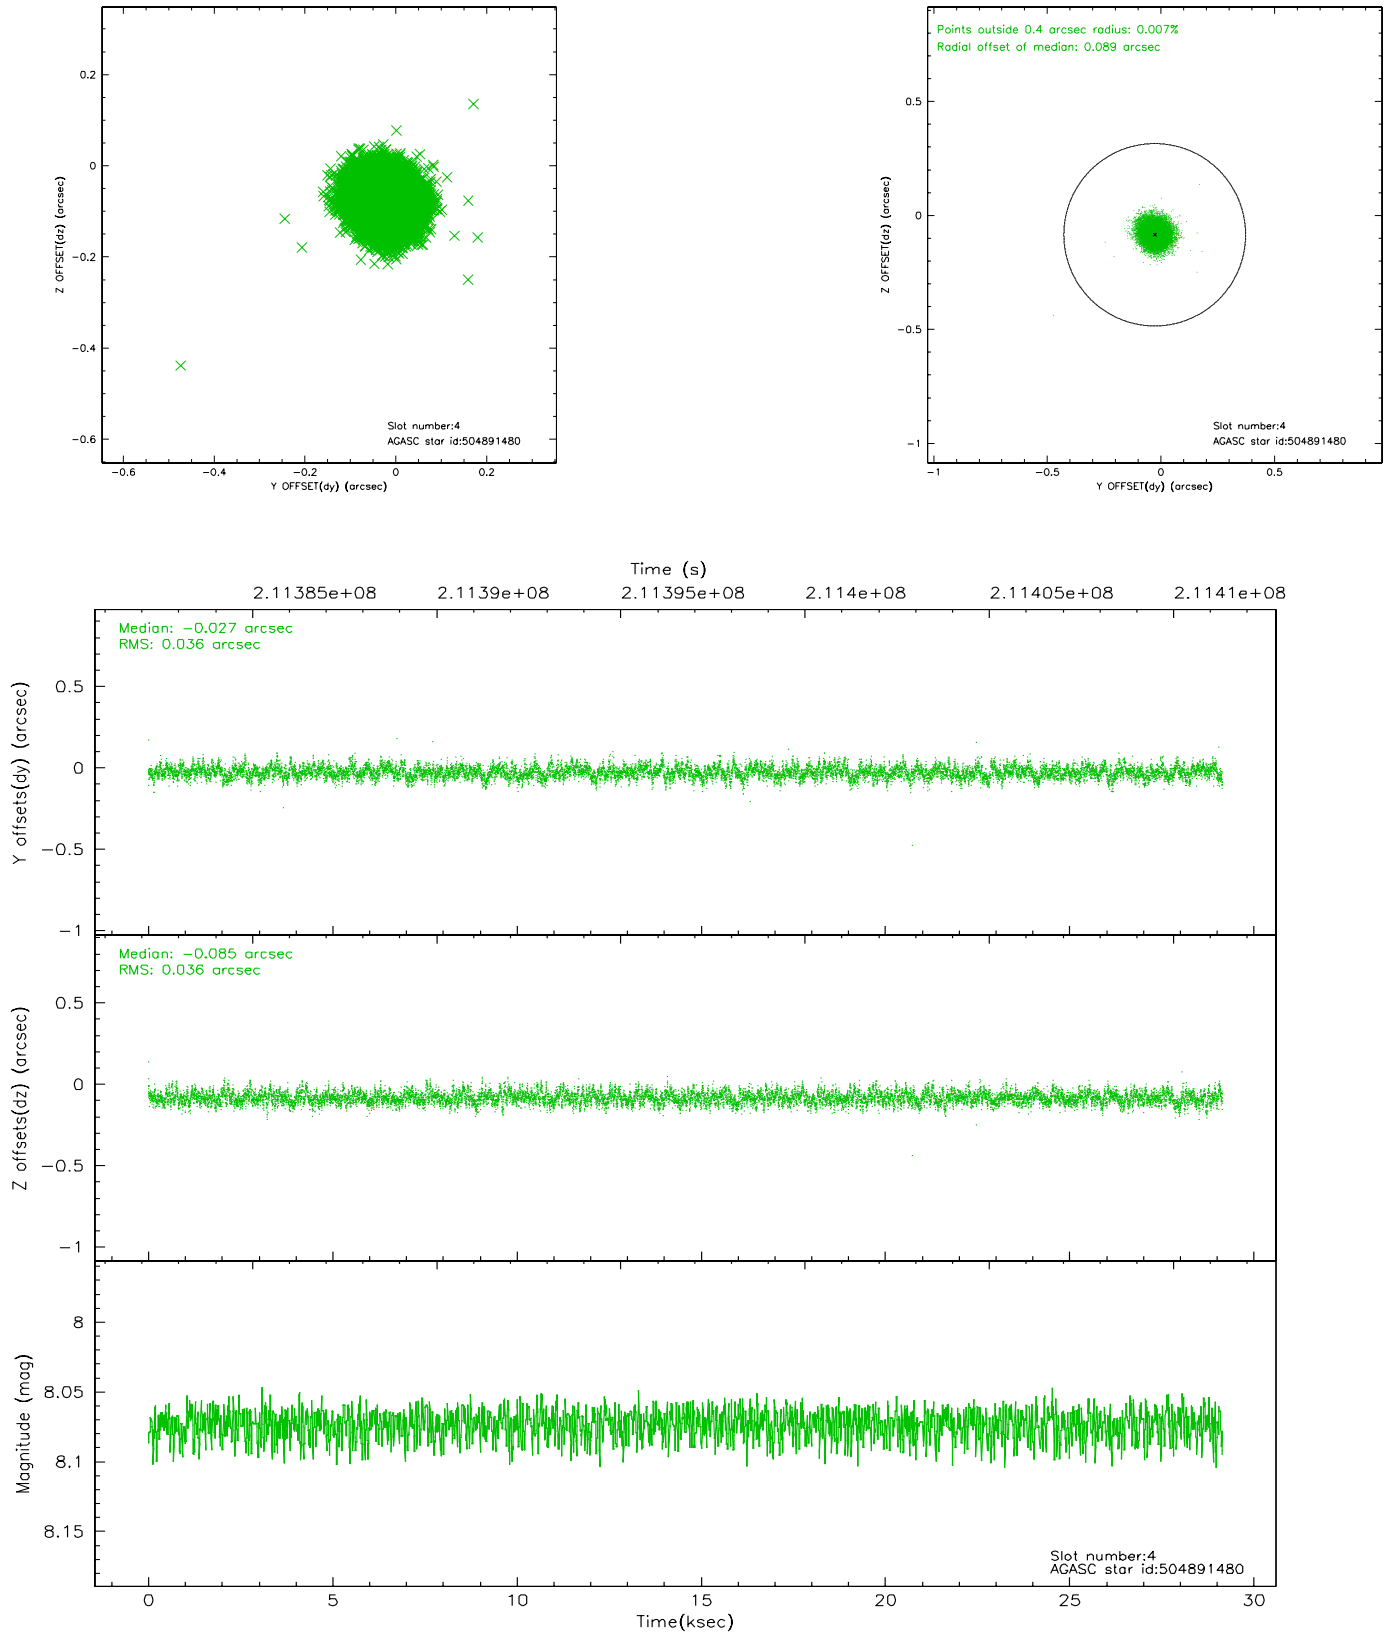 0.2
0
−0.2
−0.4
−0.6
Z OFFSET(dz) (arcsec)
Slot number:4
AGASC star id:504891480
−0.6 −0.4 −0.2 0 0.2
Y OFFSET(dy) (arcsec)
Points outside 0.4 arcsec radius: 0.007%
Radial offset of median: 0.089 arcsec
0.5
0
−0.5
−1
Z OFFSET(dz) (arcsec)
Slot number:4
AGASC star id:504891480
−1 −0.5 0 0.5
Y OFFSET(dy) (arcsec)
Time (s)
2.11385e+08 2.1139e+08 2.11395e+08 2.114e+08 2.11405e+08 2.1141e+08
Median: −0.027 arcsec
RMS: 0.036 arcsec
0.5
0
−0.5
−1
Y offsets(dy) (arcsec)
Median: −0.085 arcsec
RMS: 0.036 arcsec
0.5
0
−0.5
−1
Z offsets(dz) (arcsec)
8
8.05
8.1
8.15
Magnitude (mag)
Slot number:4
AGASC star id:504891480
0 5 10 15 20 25 30
Time(ksec)